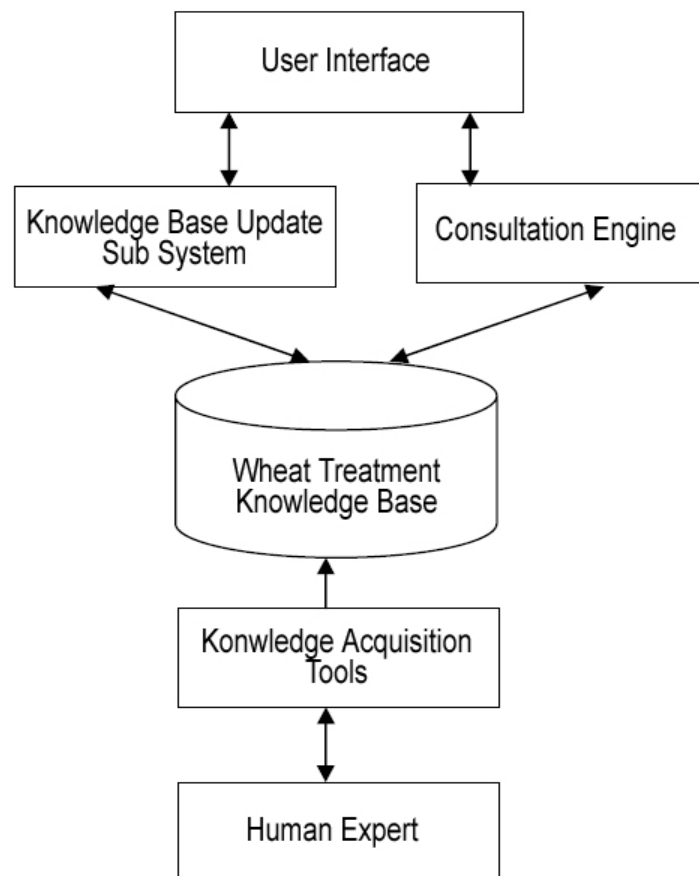 User Interface
Knowledge Base Update
Sub System
Consultation Engine
Wheat Treatment
Knowledge Base
Konwledge Acquisition
Tools
Human Expert